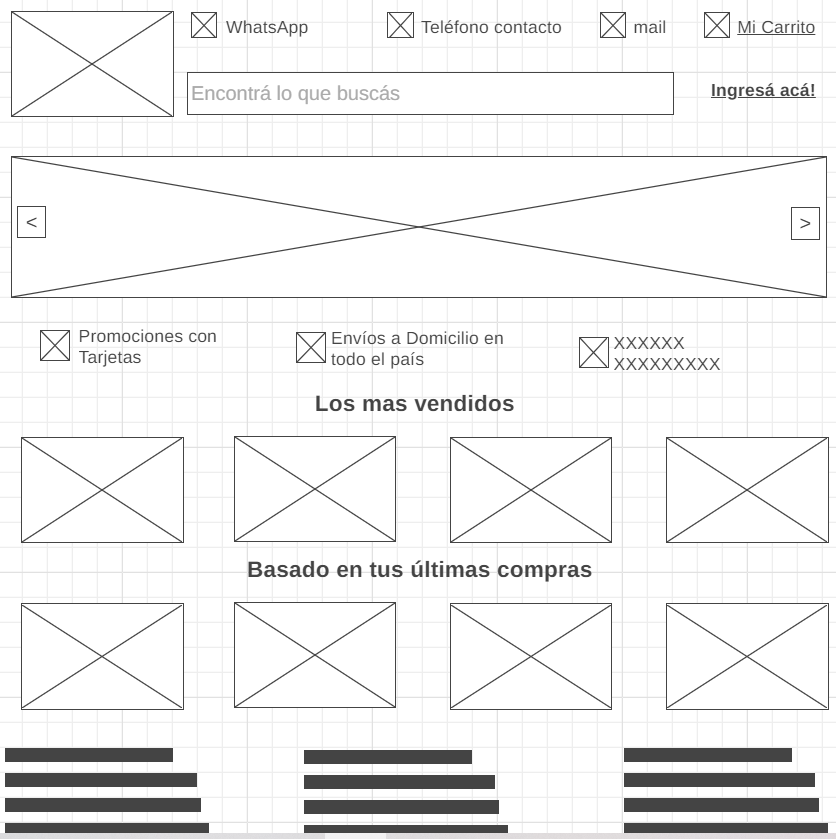 WhatsApp
Teléfono contacto
mail
Mi Carrito
Encontrá lo que buscás
Ingresá acá!
<
>
Promociones con
Tarjetas
Envíos a Domicilio en
todo el país
XXXXXX
XXXXXXXXX
Los mas vendidos
Basado en tus últimas compras